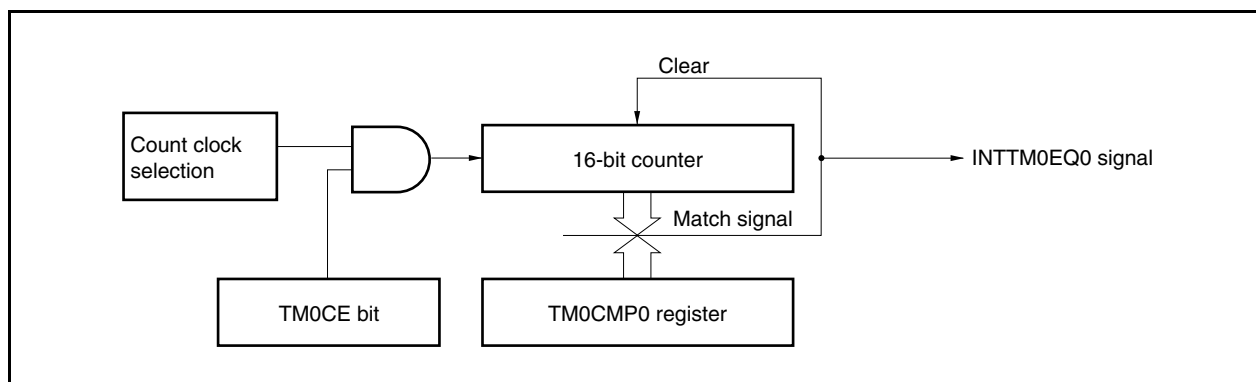 Clear
Count clock
selection
16-bit counter
INTTM0EQ0 signal
Match signal
TM0CE bit
TM0CMP0 register